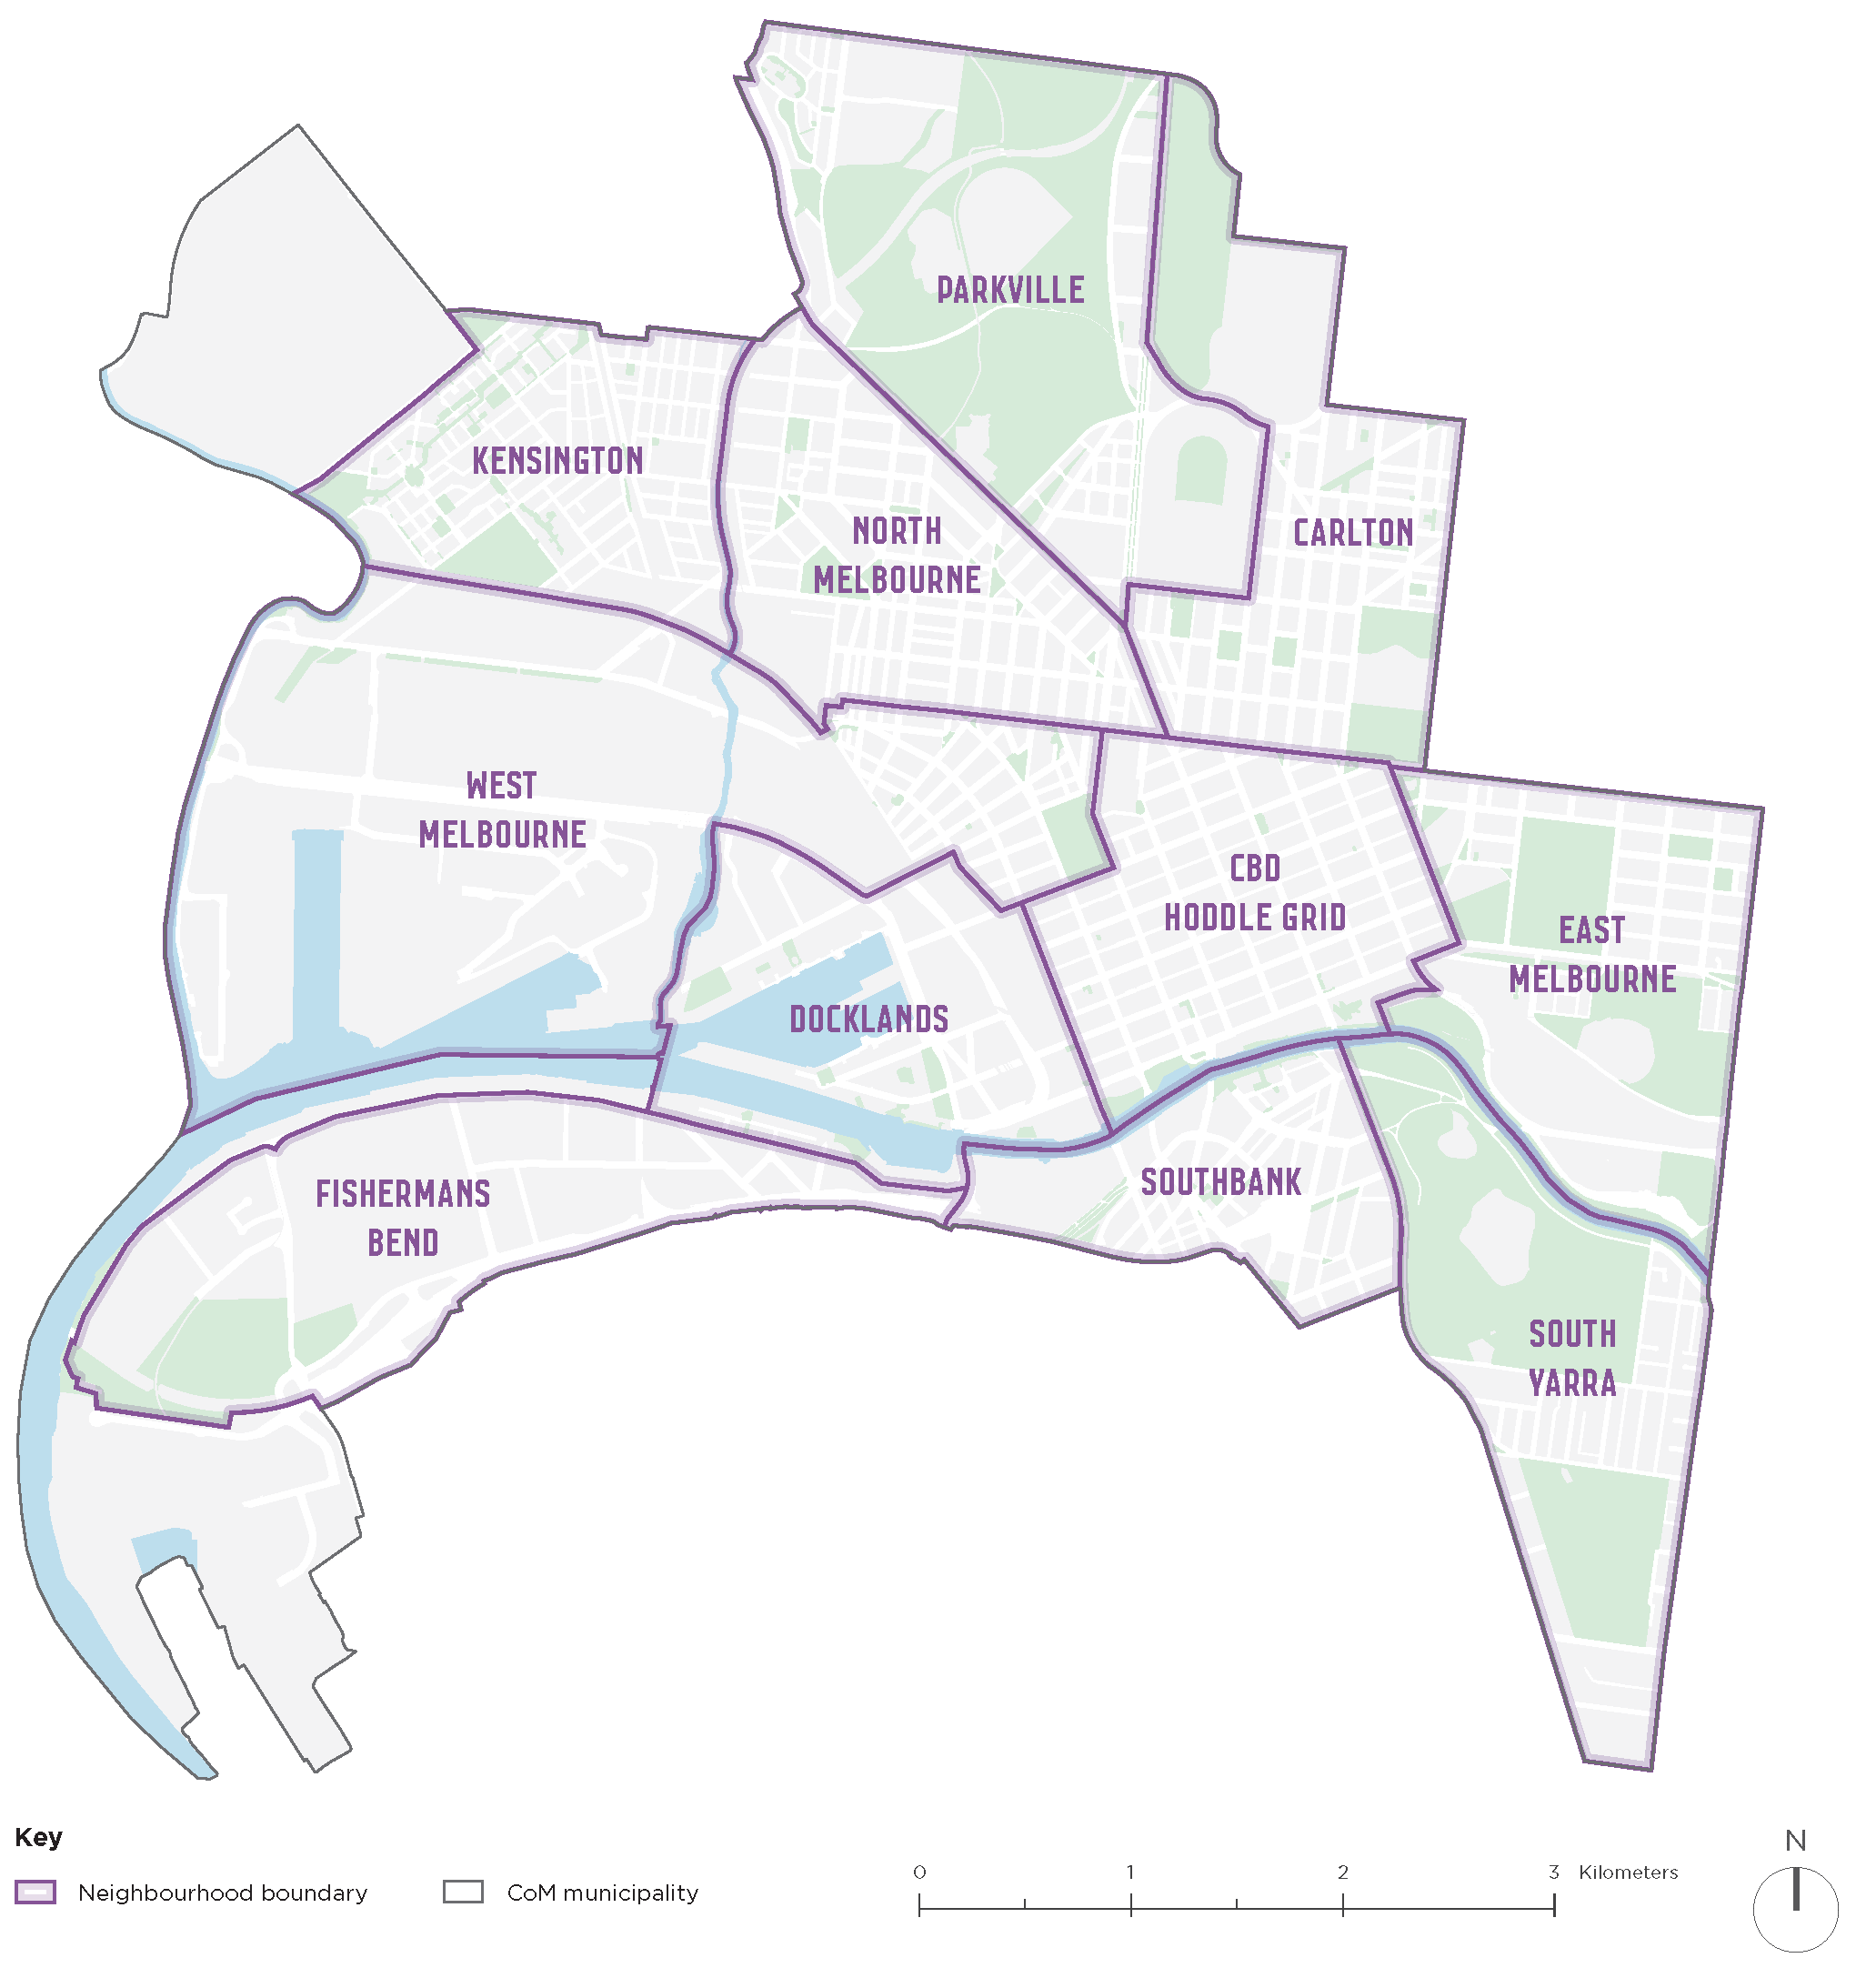 PARKVILLE
KENSINGTON
NORTH
MELBOURNE
CARLTON
WEST
MELBOURNE
CBD
HODDLE GRID
EAST
MELBOURNE
DOCKLANDS
SOUTHBANK
FISHERMANS
BEND
SOUTH
YARRA
Key
Neighbourhood boundary
CoM municipality
0 1 2 3 Kilometers
N